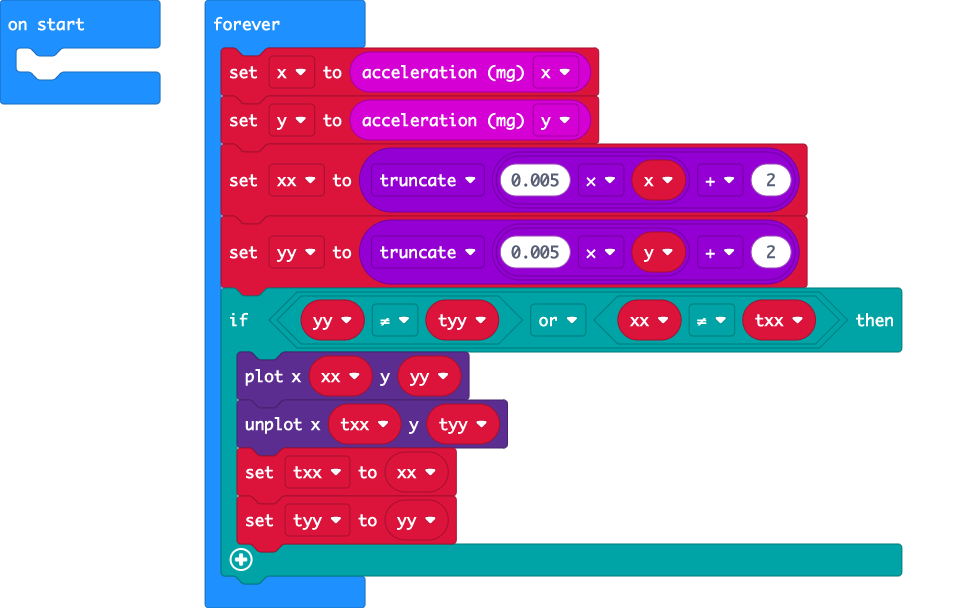 on start
forever
set x to acceleration (mg) x
set y to acceleration (mg) y
set xx to truncate 0.005 x x + 2
set yy to truncate 0.005 x y + 2
if yy ≠ tyy or xx ≠ txx then
plot x xx y yy
unplot x txx y tyy
set txx to xx
set tyy to yy